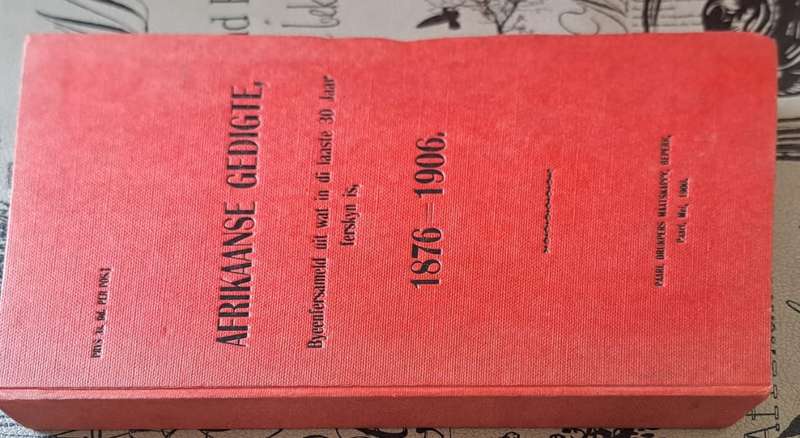 PRYS 3s. 9d. PER POST
AFRIKAANSE GEDIGTE,
Byeenfersameld uit wat in di laaste 30 Jaar
ferskyn is,
1876—1906.
PAARL DRUKPERS MAATSKAPPY, BEPERK,
Paarl, Mei, 1906.